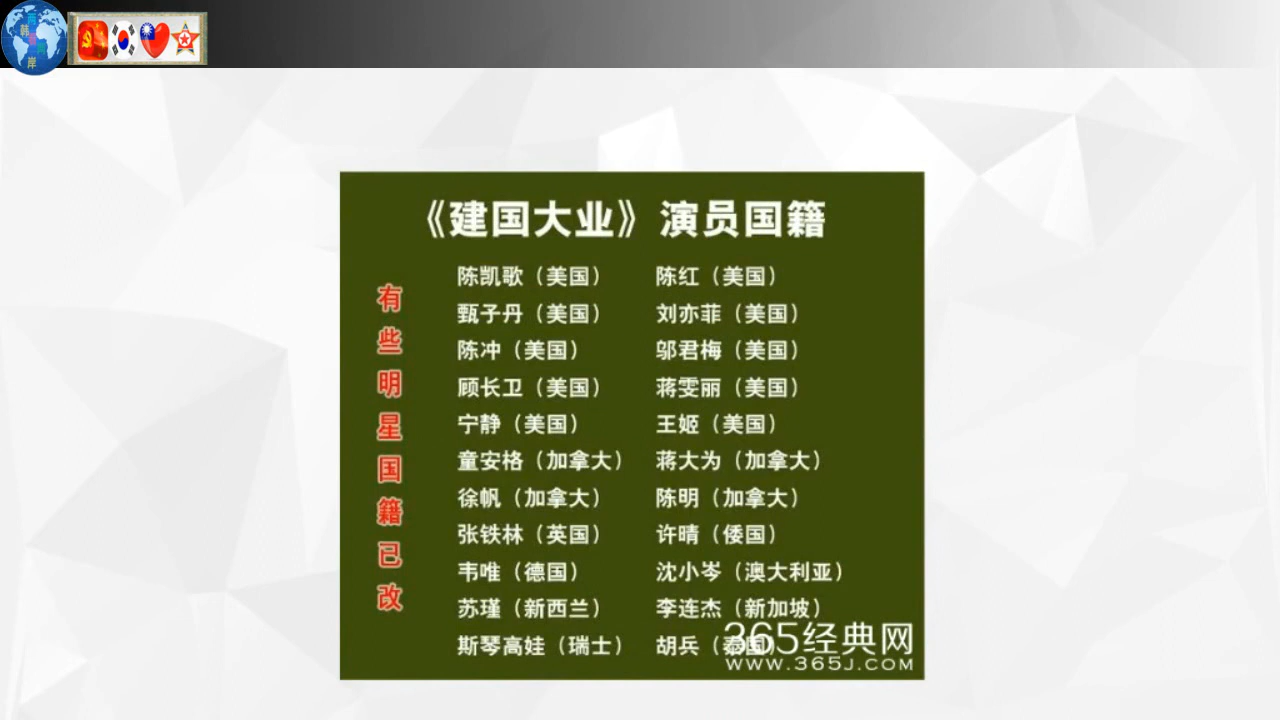 《建国大业》演员国籍
有些明星国籍已改
陈凯歌（美国） 陈红（美国）
甄子丹（美国） 刘亦菲（美国）
陈冲（美国） 邬君梅（美国）
顾长卫（美国） 蒋雯丽（美国）
宁静（美国） 王姬（美国）
童安格（加拿大） 蒋大为（加拿大）
徐帆（加拿大） 陈明（加拿大）
张铁林（英国） 许晴（倭国）
韦唯（德国） 沈小岑（澳大利亚）
苏瑾（新西兰） 李连杰（新加坡）
斯琴高娃（瑞士） 胡兵（泰国）
365经典网
www.365J.COM